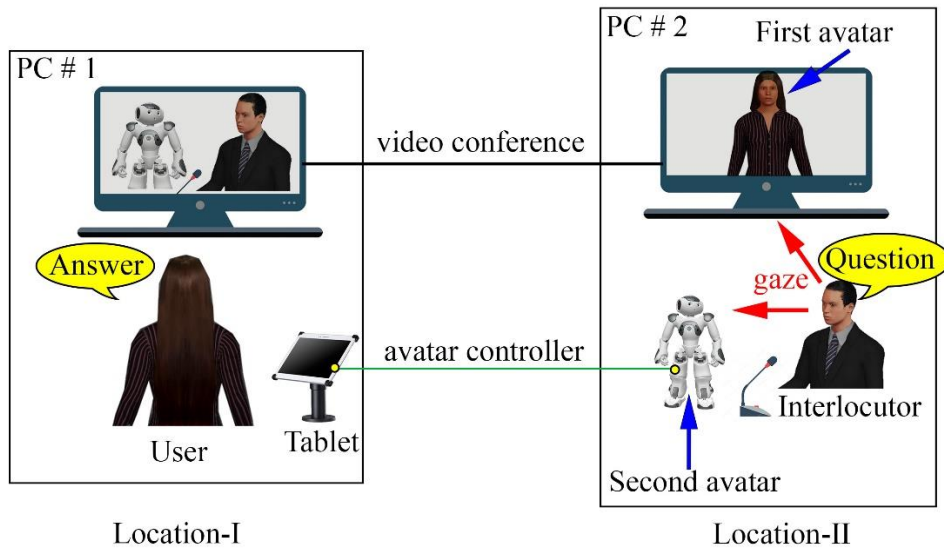 PC # 1
PC # 2
First avatar
video conference
Answer
Question
gaze
avatar controller
User
Tablet
Interlocutor
Second avatar
Location-I
Location-II